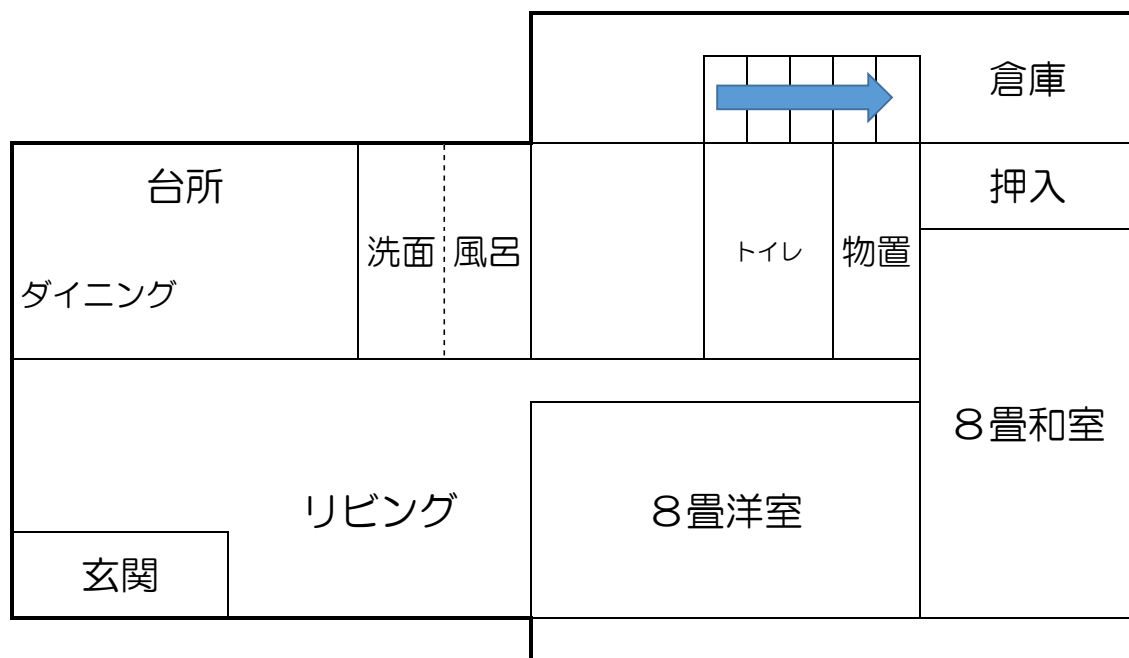 倉庫
台所
押入
洗面
風呂
トイレ
物置
ダイニング
８畳和室
リビング
８畳洋室
玄関